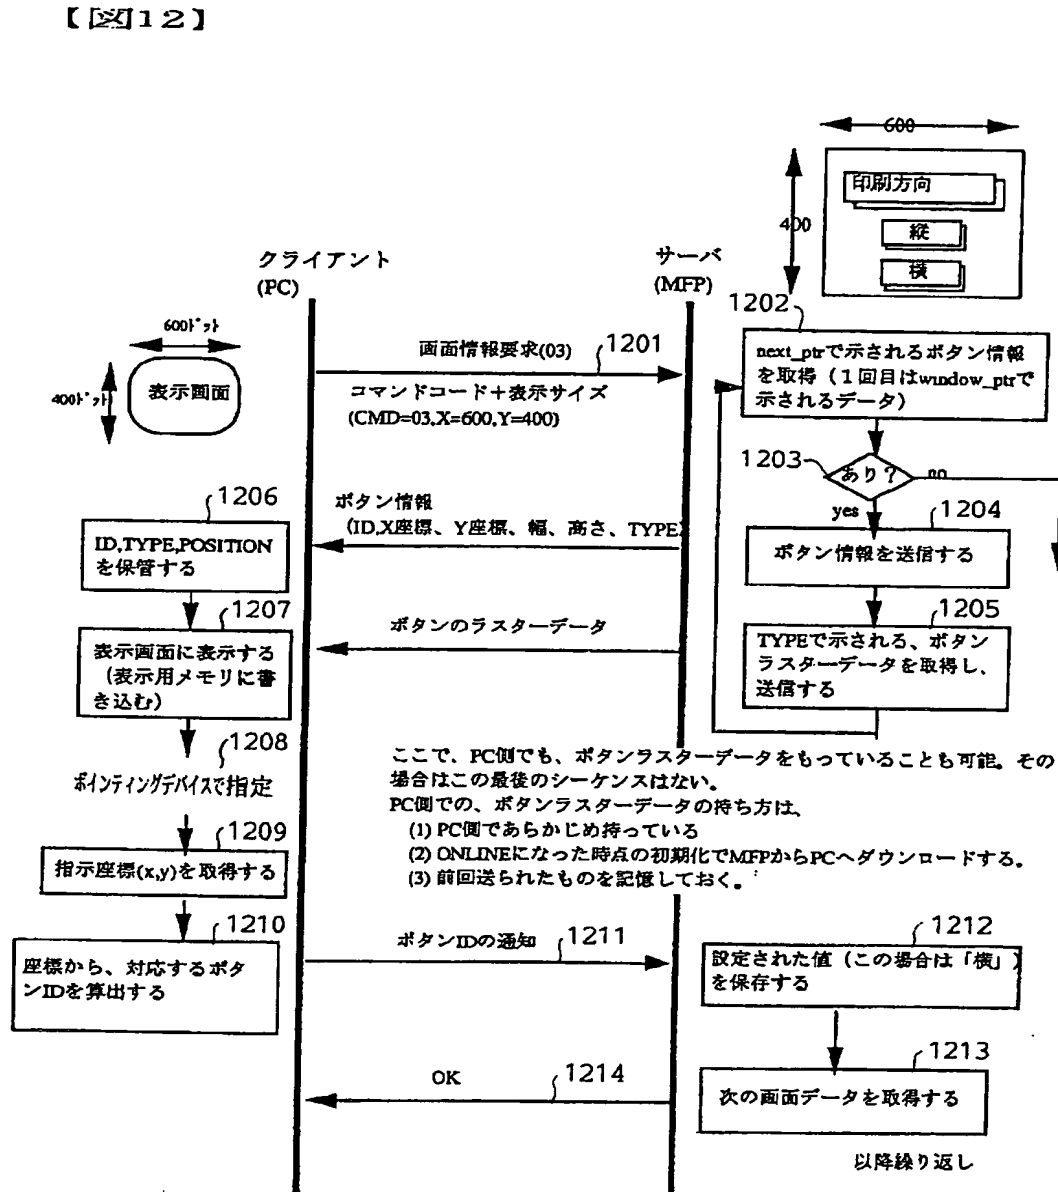 【図12】
600
印刷方向
400
縦
横
クライアント
(PC)
サーバ
(MFP)
1202
600ドット
画面情報要求(03)
1201
next_ptrで示されるボタン情報
を取得（１回目はwindow_ptrで
示されるデータ）
400ドット
表示画面
コマンドコード＋表示サイズ
(CMD=03,X=600,Y=400)
1203
あり？
no
1206
ボタン情報
（ID,X座標、Y座標、幅、高さ、TYPE）
yes
1204
ID,TYPE,POSITION
を保管する
ボタン情報を送信する
1207
1205
ボタンのラスターデータ
表示画面に表示する
（表示用メモリに書
き込む）
TYPEで示される、ボタン
ラスターデータを取得し、
送信する
1208
ポインティングデバイスで指定
ここで、PC側でも、ボタンラスターデータをもっていることも可能。その
場合はこの最後のシーケンスはない。
PC側での、ボタンラスターデータの持ち方は、
(1) PC側であらかじめ持っている
(2) ONLINEになった時点の初期化でMFPからPCへダウンロードする。
(3) 前回送られたものを記憶しておく。
1209
指示座標(x,y)を取得する
1210
座標から、対応するボタ
ンIDを算出する
ボタンIDの通知
1211
1212
設定された値（この場合は「横」）
を保存する
1213
OK
1214
次の画面データを取得する
以降繰り返し